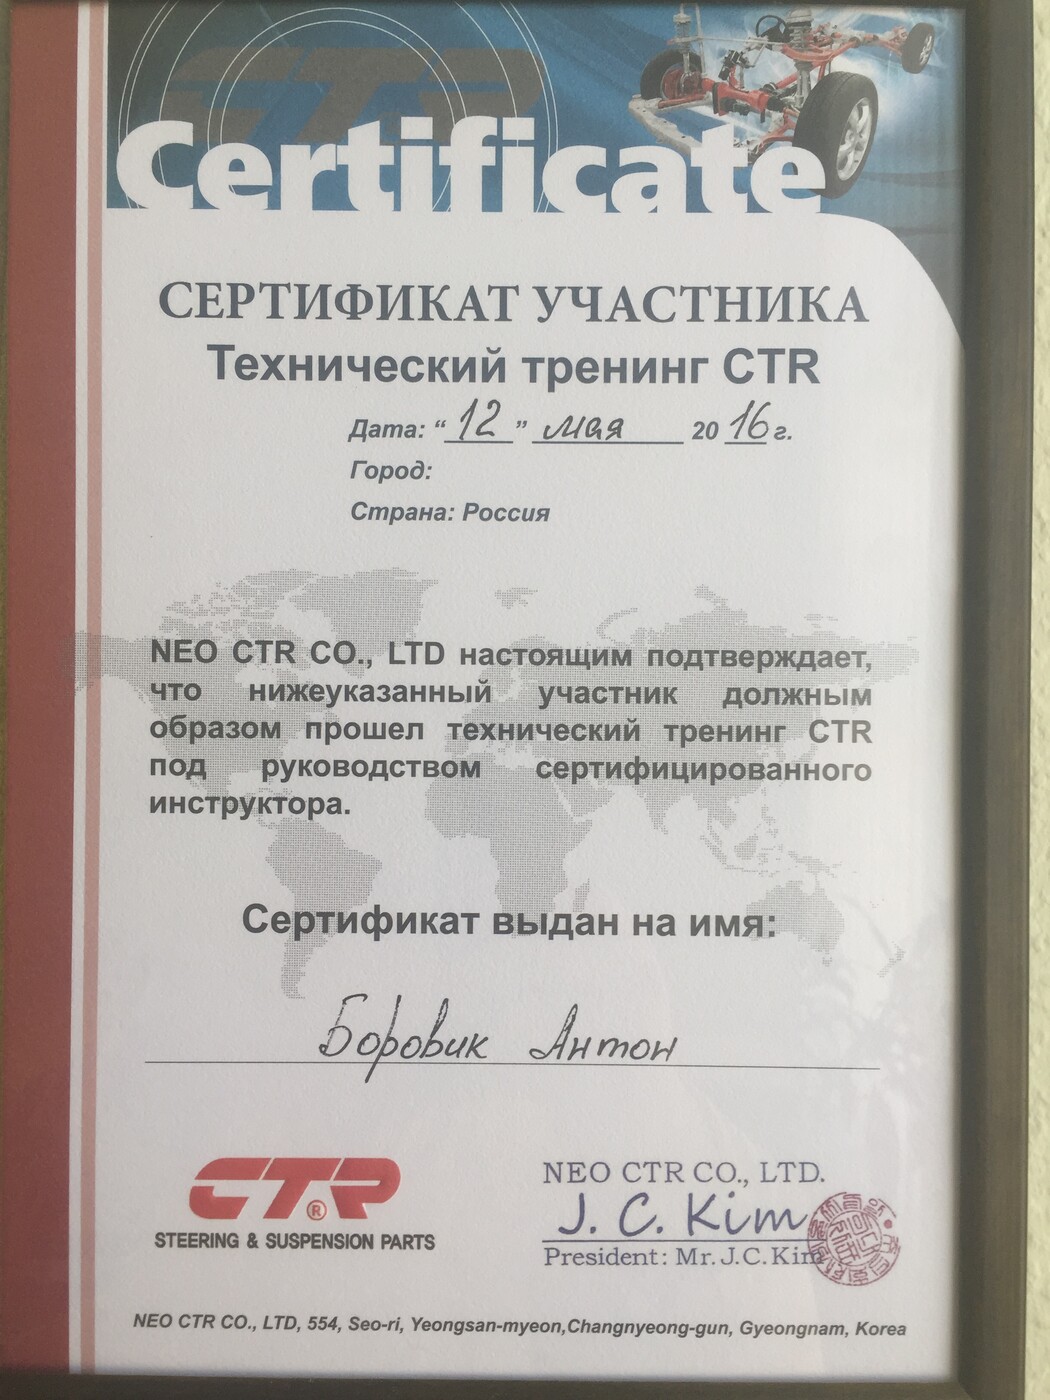 CTR
Certificate
СЕРТИФИКАТ УЧАСТНИКА
Технический тренинг CTR
Дата: “ 12 ” мая 20 16 г.
Город:
Страна: Россия
NEO CTR CO., LTD настоящим подтверждает,
что нижеуказанный участник должным
образом прошел технический тренинг CTR
под руководством сертифицированного
инструктора.
Сертификат выдан на имя:
Боровик Антон
CTR®
STEERING & SUSPENSION PARTS
NEO CTR CO., LTD.
J. C. Kim
President: Mr. J. C. Kim
NEO CTR CO., LTD, 554, Seo-ri, Yeongsan-myeon,Changnyeong-gun, Gyeongnam, Korea